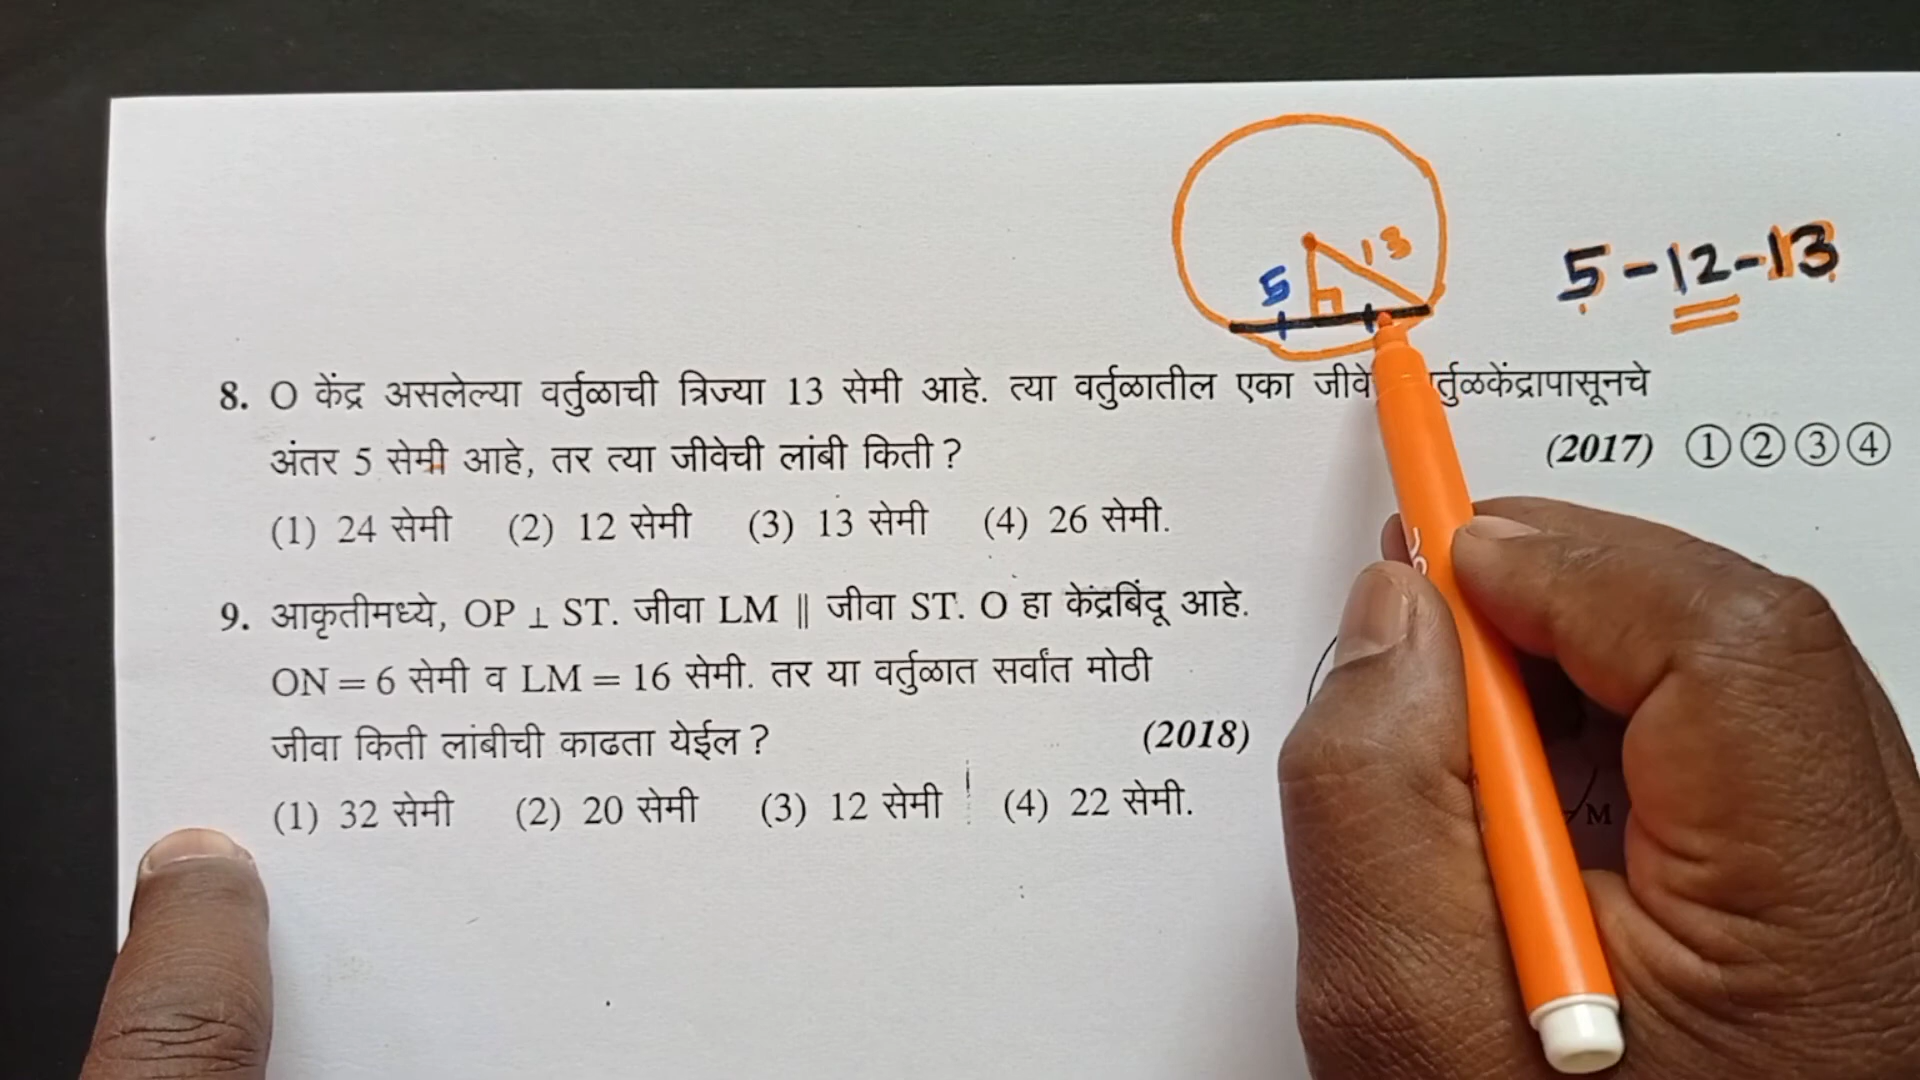 13
5
5-12-13
8. O केंद्र असलेल्या वर्तुळाची त्रिज्या 13 सेमी आहे. त्या वर्तुळातील एका
अंतर 5 सेमी आहे, तर त्या जीवेची लांबी किती ? (2017) ① ② ③ ④
(1) 24 सेमी (2) 12 सेमी (3) 13 सेमी (4) 26 सेमी.
9. आकृतीमध्ये, OP ⊥ ST. जीवा LM || जीवा ST. O हा केंद्रबिंदू आहे.
ON = 6 सेमी व LM = 16 सेमी. तर या वर्तुळात सर्वांत मोठी
जीवा किती लांबीची काढता येईल ? (2018)
(1) 32 सेमी (2) 20 सेमी (3) 12 सेमी (4) 22 सेमी.
M